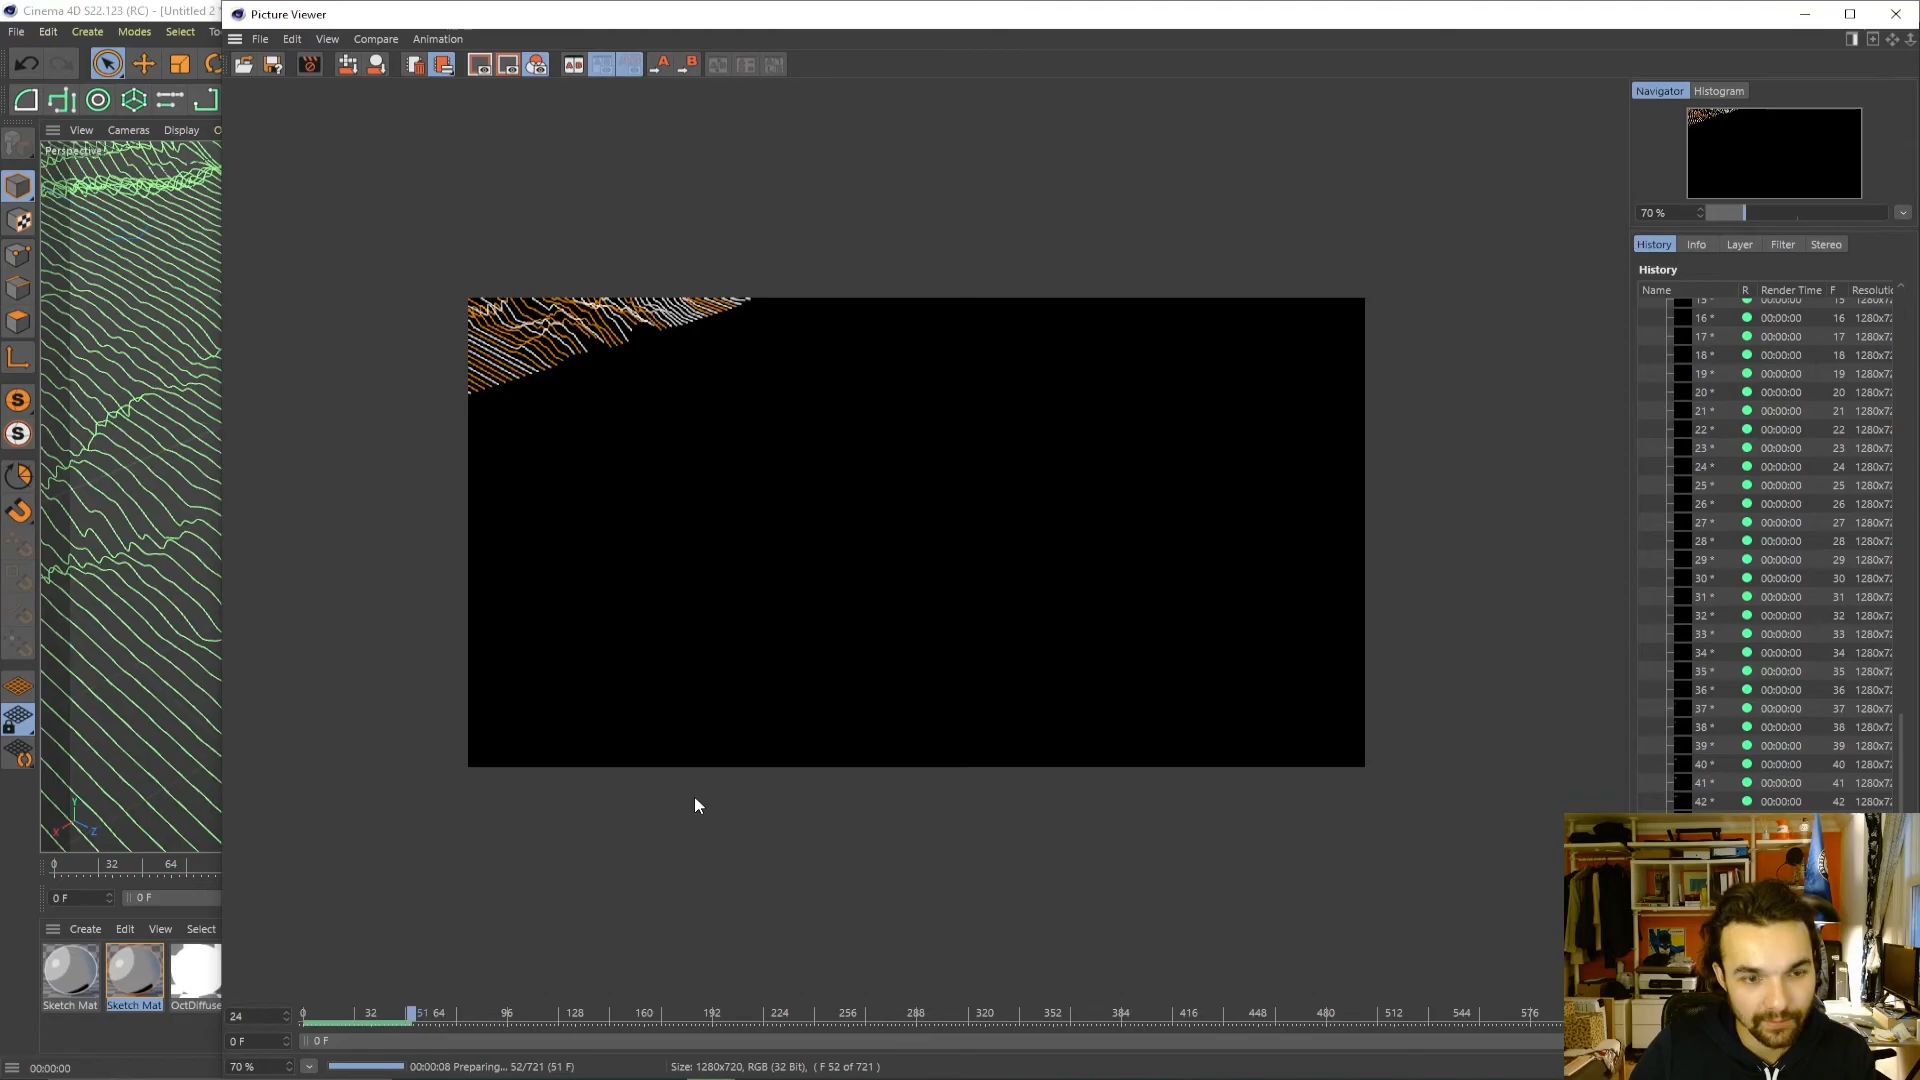 Cinema 4D S22.123 (RC) - [Untitled 2
Picture Viewer
File Edit Create Modes Select To
File Edit View Compare Animation
Navigator Histogram
View Cameras Display O
Perspective
70 %
History Info Layer Filter Stereo
History
Name R Render Time F Resolutio
15 * 00:00:00 15 1280x72
16 * 00:00:00 16 1280x72
17 * 00:00:00 17 1280x72
18 * 00:00:00 18 1280x72
19 * 00:00:00 19 1280x72
20 * 00:00:00 20 1280x72
21 * 00:00:00 21 1280x72
22 * 00:00:00 22 1280x72
23 * 00:00:00 23 1280x72
24 * 00:00:00 24 1280x72
25 * 00:00:00 25 1280x72
26 * 00:00:00 26 1280x72
27 * 00:00:00 27 1280x72
28 * 00:00:00 28 1280x72
29 * 00:00:00 29 1280x72
30 * 00:00:00 30 1280x72
31 * 00:00:00 31 1280x72
32 * 00:00:00 32 1280x72
33 * 00:00:00 33 1280x72
34 * 00:00:00 34 1280x72
35 * 00:00:00 35 1280x72
36 * 00:00:00 36 1280x72
37 * 00:00:00 37 1280x72
38 * 00:00:00 38 1280x72
39 * 00:00:00 39 1280x72
40 * 00:00:00 40 1280x72
41 * 00:00:00 41 1280x72
42 * 00:00:00 42 1280x72
Y
X Z
0 32 64
0 F 0 F
Create Edit View Select
Sketch Mat Sketch Mat OctDiffuse
24 0 32 51 64 96 128 160 192 224 256 288 320 352 384 416 448 480 512 544 576
0 F 0 F
70 % 00:00:08 Preparing... 52/721 (51 F) Size: 1280x720, RGB (32 Bit), ( F 52 of 721 )
00:00:00